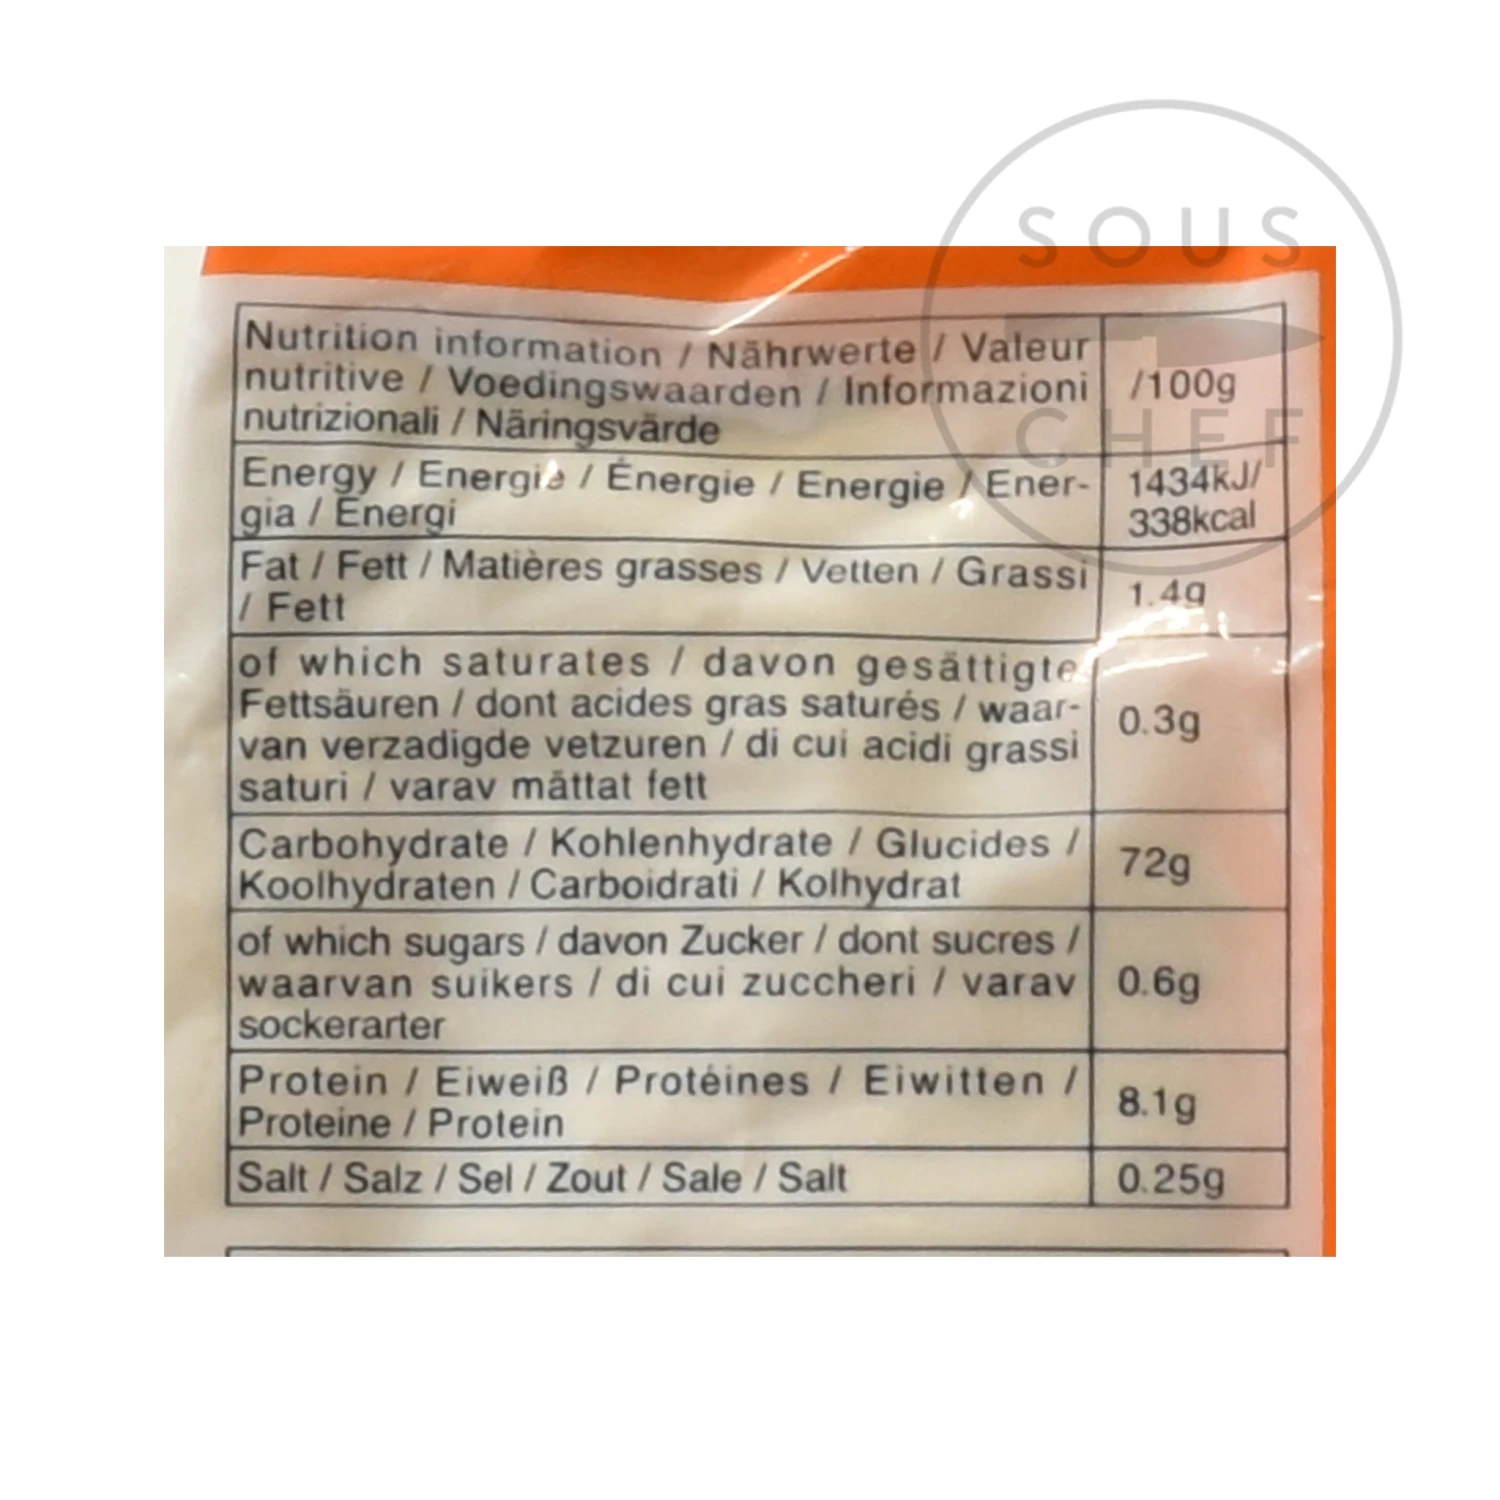 SOUS
CHEF
Nutrition information / Nährwerte / Valeur
nutritive / Voedingswaarden / Informazioni
nutrizionali / Näringsvärde
/100g
Energy / Energie / Énergie / Energie / Ener-
gia / Energi
1434kJ/
338kcal
Fat / Fett / Matières grasses / Vetten / Grassi
/ Fett
1.4g
of which saturates / davon gesättigte
Fettsäuren / dont acides gras saturés / waar-
van verzadigde vetzuren / di cui acidi grassi
saturi / varav mättat fett
0.3g
Carbohydrate / Kohlenhydrate / Glucides /
Koolhydraten / Carboidrati / Kolhydrat
72g
of which sugars / davon Zucker / dont sucres /
waarvan suikers / di cui zuccheri / varav
sockerarter
0.6g
Protein / Eiweiß / Protéines / Eiwitten /
Proteine / Protein
8.1g
Salt / Salz / Sel / Zout / Sale / Salt
0.25g